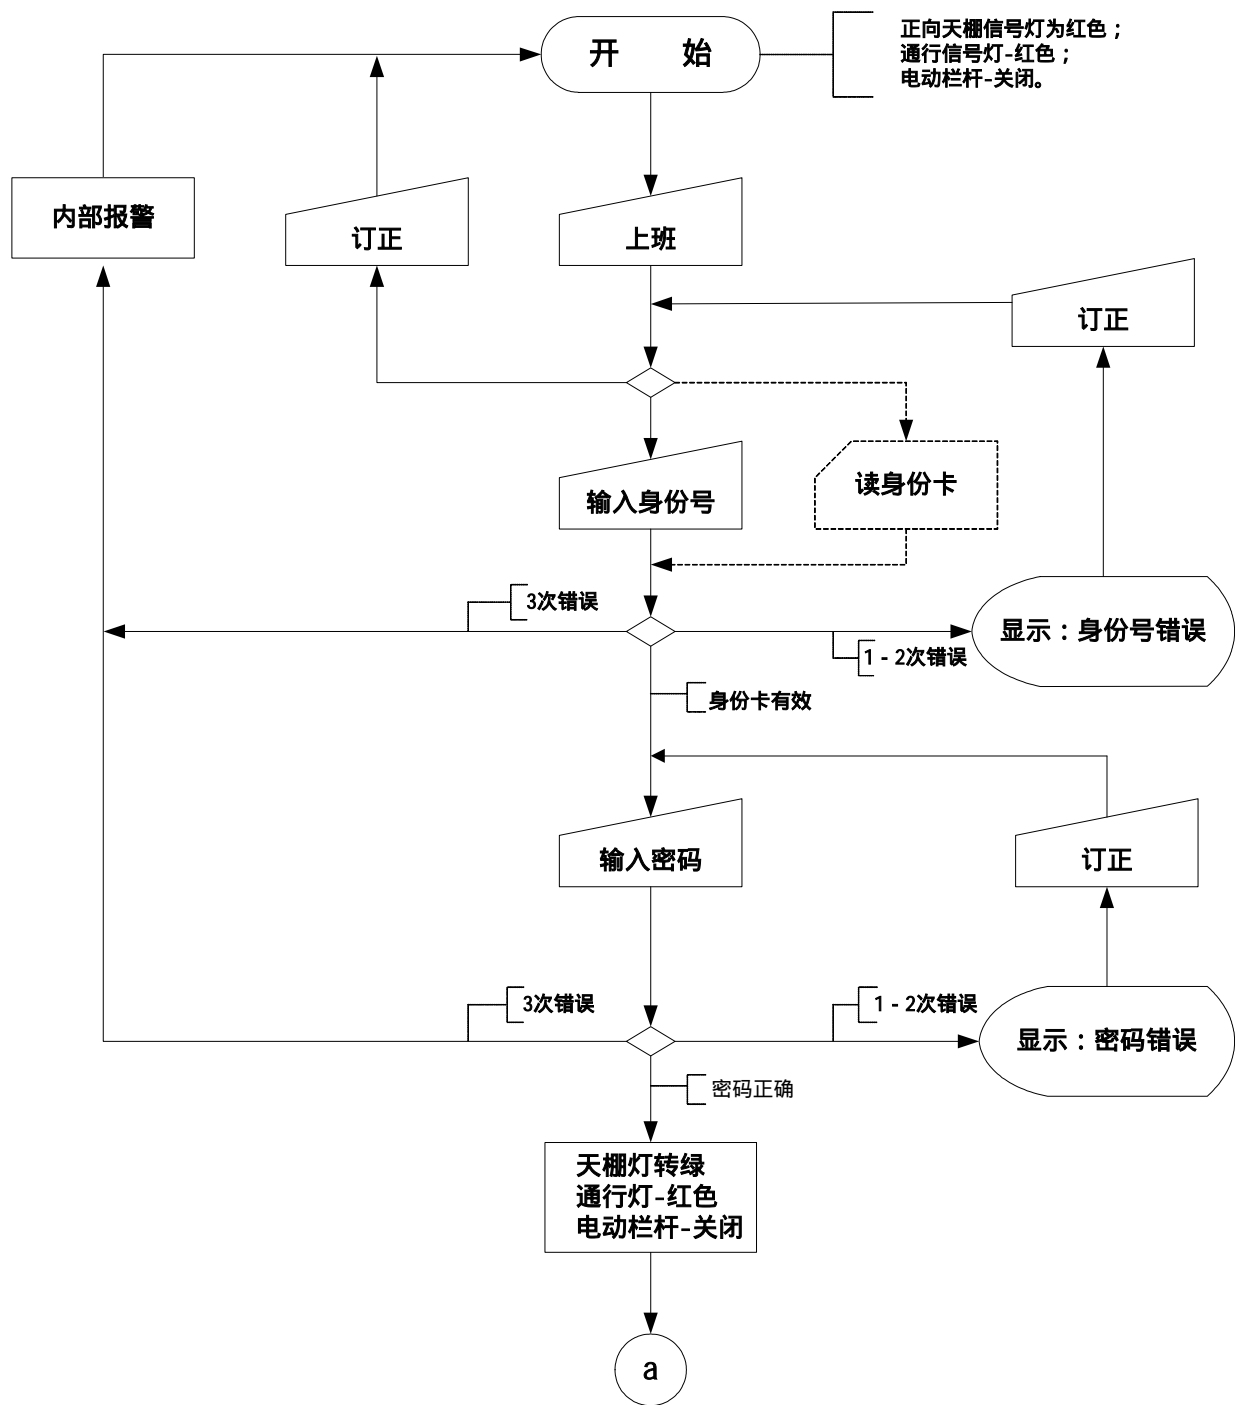 开 始
正向天棚信号灯为红色；
通行信号灯-红色；
电动栏杆-关闭。
内部报警
订正
上班
订正
输入身份号
读身份卡
3次错误
显示：身份号错误
1-2次错误
身份卡有效
输入密码
订正
3次错误
1-2次错误
显示：密码错误
密码正确
天棚灯转绿
通行灯-红色
电动栏杆-关闭
a